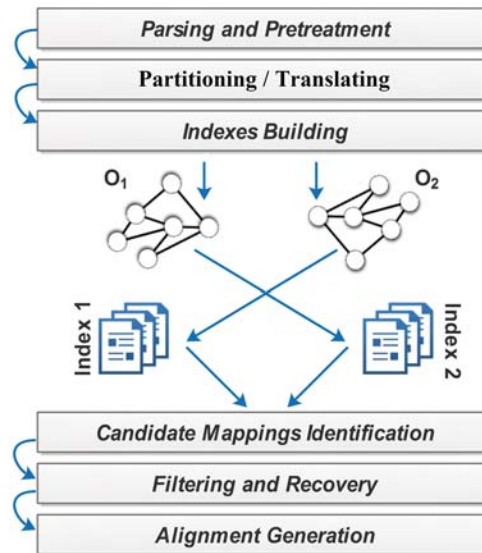 Parsing and Pretreatment
Partitioning / Translating
Indexes Building
O₁
O₂
Index 1
Index 2
Candidate Mappings Identification
Filtering and Recovery
Alignment Generation